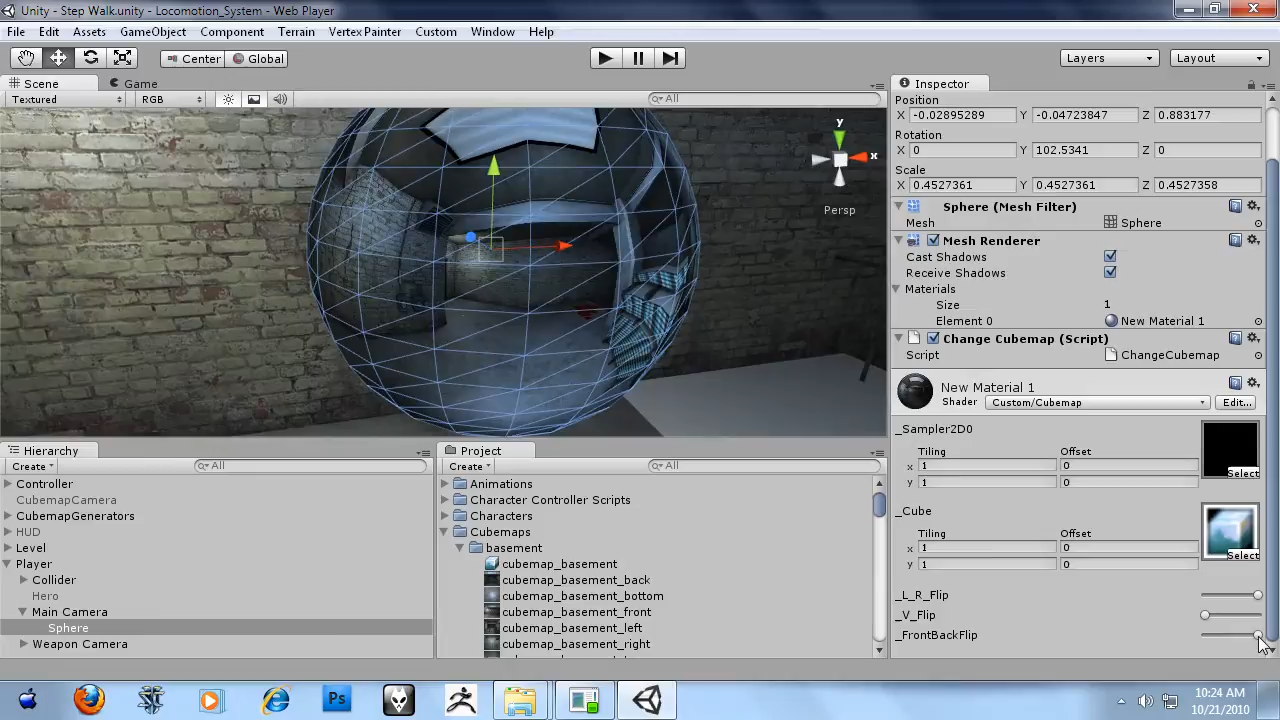 Unity - Step Walk.unity - Locomotion_System - Web Player
File Edit Assets GameObject Component Terrain Vertex Painter Custom Window Help
Center Global Layers Layout
Scene Game
Textured RGB All
y
x
Persp
Inspector
Position
X -0.02895289 Y -0.04723847 Z 0.883177
Rotation
X 0 Y 102.5341 Z 0
Scale
X 0.4527361 Y 0.4527361 Z 0.4527358
Sphere (Mesh Filter)
Mesh Sphere
Mesh Renderer
Cast Shadows
Receive Shadows
Materials
Size 1
Element 0 New Material 1
Change Cubemap (Script)
Script ChangeCubemap
New Material 1
Shader Custom/Cubemap Edit...
_Sampler2D0
Tiling Offset
x 1 0
y 1 0
Select
_Cube
Tiling Offset
x 1 0
y 1 0
Select
_L_R_Flip
_V_Flip
_FrontBackFlip
Hierarchy
Create All
Controller
CubemapCamera
CubemapGenerators
HUD
Level
Player
Collider
Hero
Main Camera
Sphere
Weapon Camera
Project
Create All
Animations
Character Controller Scripts
Characters
Cubemaps
basement
cubemap_basement
cubemap_basement_back
cubemap_basement_bottom
cubemap_basement_front
cubemap_basement_left
cubemap_basement_right
Ps
10:24 AM
10/21/2010